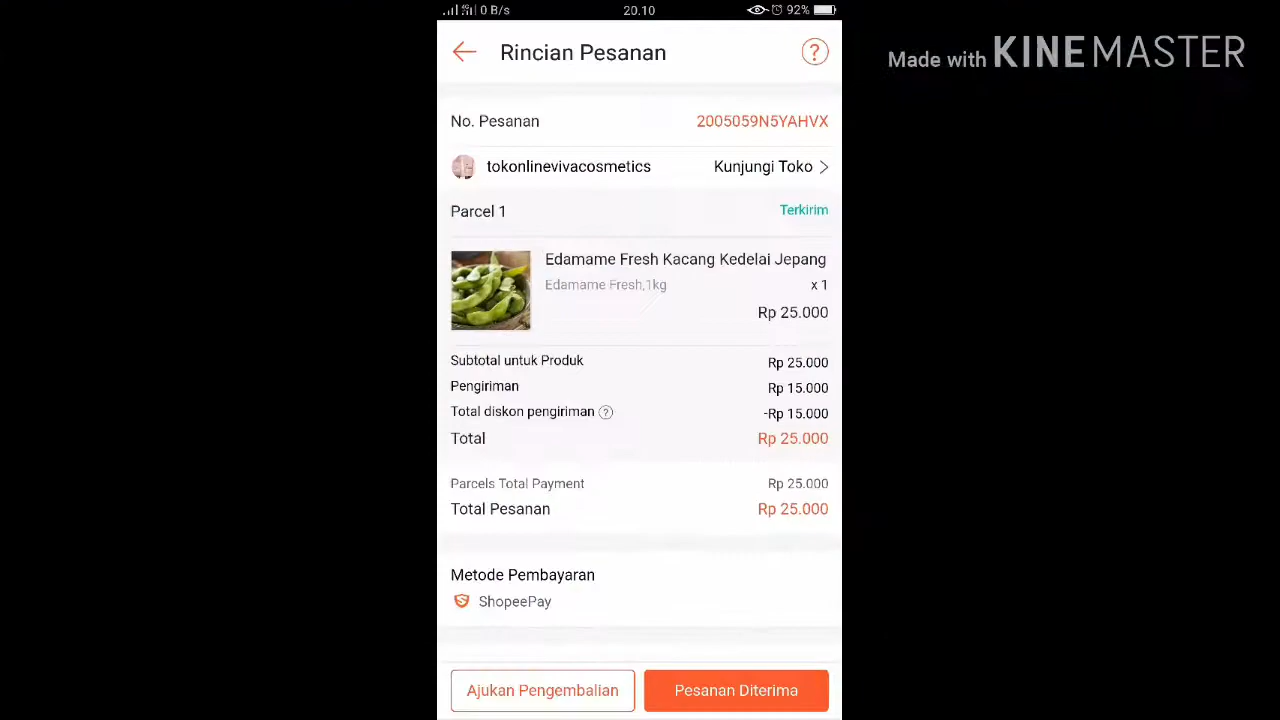 0 B/s 20.10 92%
Made with KINEMASTER
Rincian Pesanan ?
No. Pesanan 2005059N5YAHVX
tokonlinevivacosmetics Kunjungi Toko
Parcel 1 Terkirim
Edamame Fresh Kacang Kedelai Jepang
Edamame Fresh,1kg x 1
Rp 25.000
Subtotal untuk Produk Rp 25.000
Pengiriman Rp 15.000
Total diskon pengiriman ? -Rp 15.000
Total Rp 25.000
Parcels Total Payment Rp 25.000
Total Pesanan Rp 25.000
Metode Pembayaran
ShopeePay
Ajukan Pengembalian Pesanan Diterima